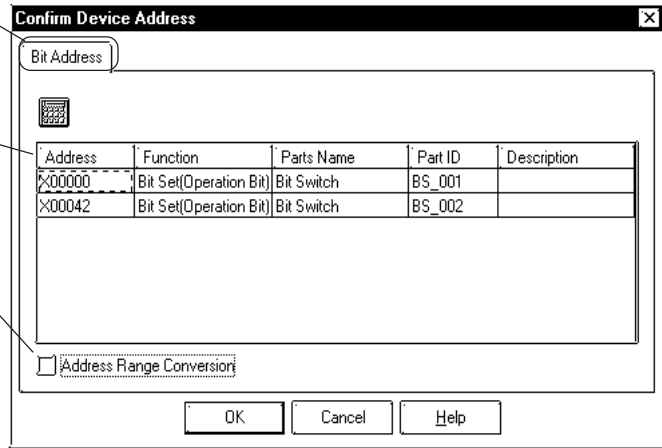 Confirm Device Address
Bit Address
Address Function Parts Name Part ID Description
X00000 Bit Set(Operation Bit) Bit Switch BS_001
X00042 Bit Set(Operation Bit) Bit Switch BS_002
Address Range Conversion
OK Cancel Help